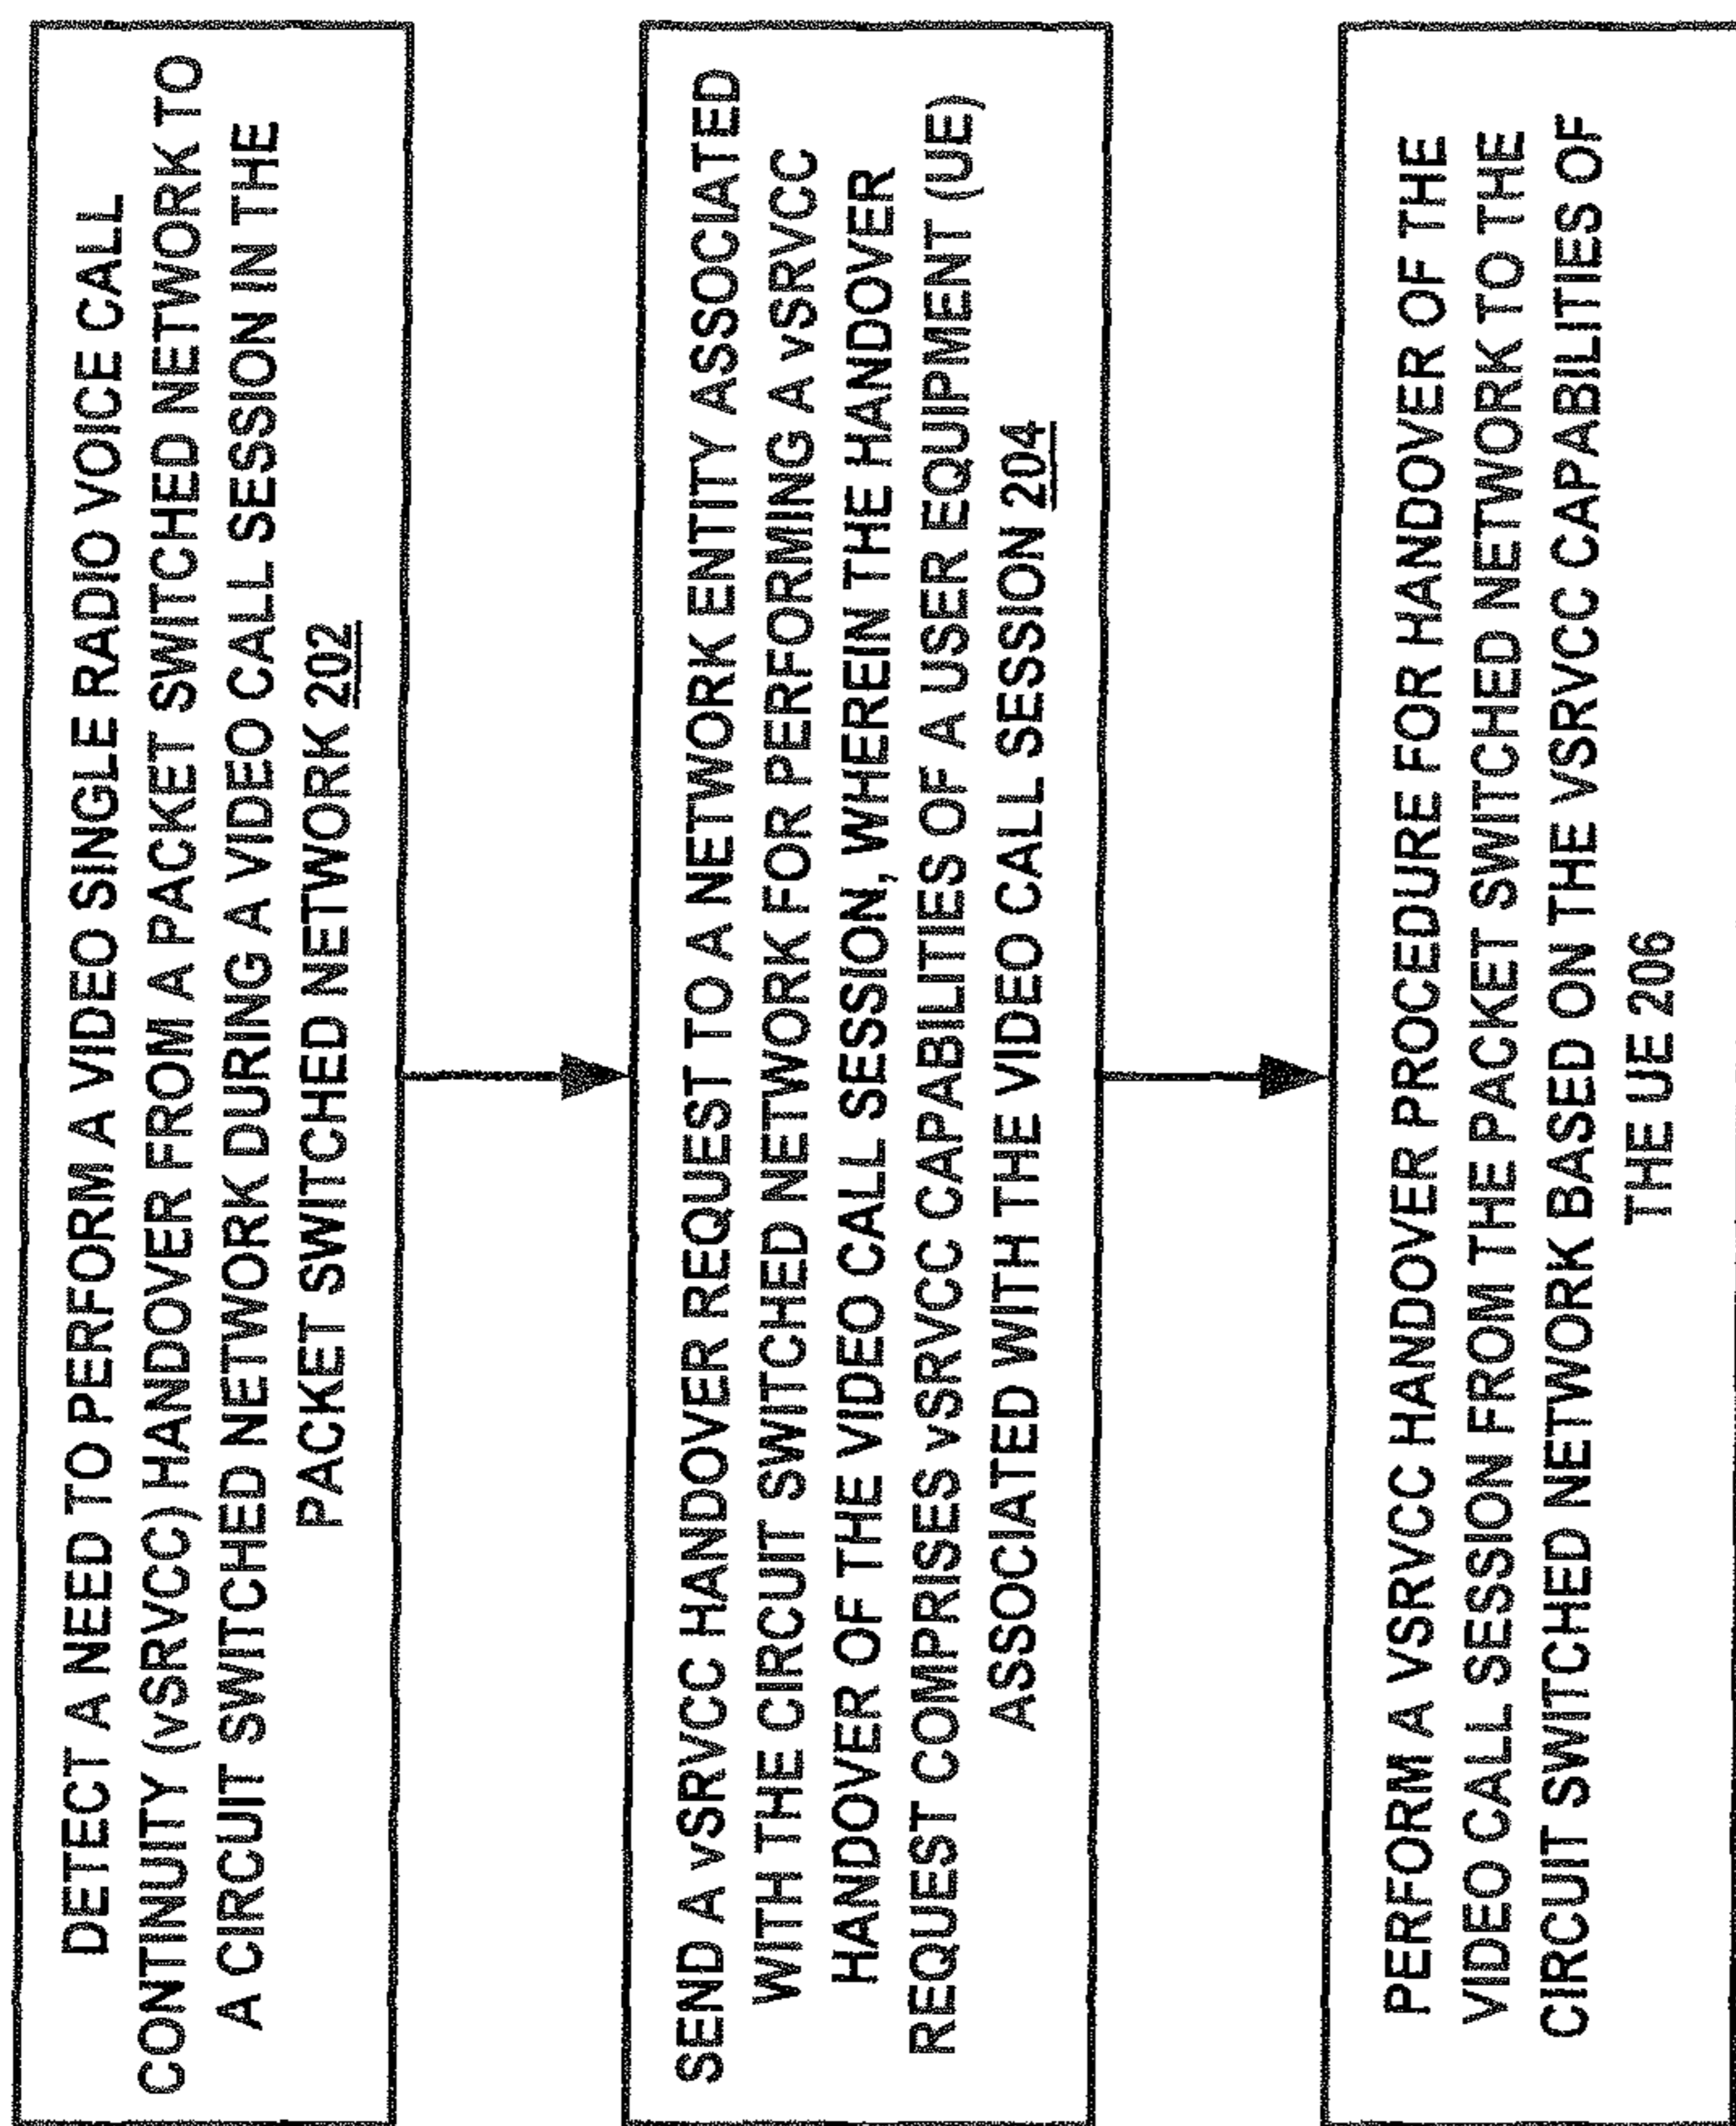 DETECT A NEED TO PERFORM A VIDEO SINGLE RADIO VOICE CALL
CONTINUITY (vSRVCC) HANDOVER FROM A PACKET SWITCHED NETWORK TO
A CIRCUIT SWITCHED NETWORK DURING A VIDEO CALL SESSION IN THE
PACKET SWITCHED NETWORK 202
SEND A vSRVCC HANDOVER REQUEST TO A NETWORK ENTITY ASSOCIATED
WITH THE CIRCUIT SWITCHED NETWORK FOR PERFORMING A vSRVCC
HANDOVER OF THE VIDEO CALL SESSION, WHEREIN THE HANDOVER
REQUEST COMPRISES vSRVCC CAPABILITIES OF A USER EQUIPMENT (UE)
ASSOCIATED WITH THE VIDEO CALL SESSION 204
PERFORM A VSRVCC HANDOVER PROCEDURE FOR HANDOVER OF THE
VIDEO CALL SESSION FROM THE PACKET SWITCHED NETWORK TO THE
CIRCUIT SWITCHED NETWORK BASED ON THE VSRVCC CAPABILITIES OF
THE UE 206